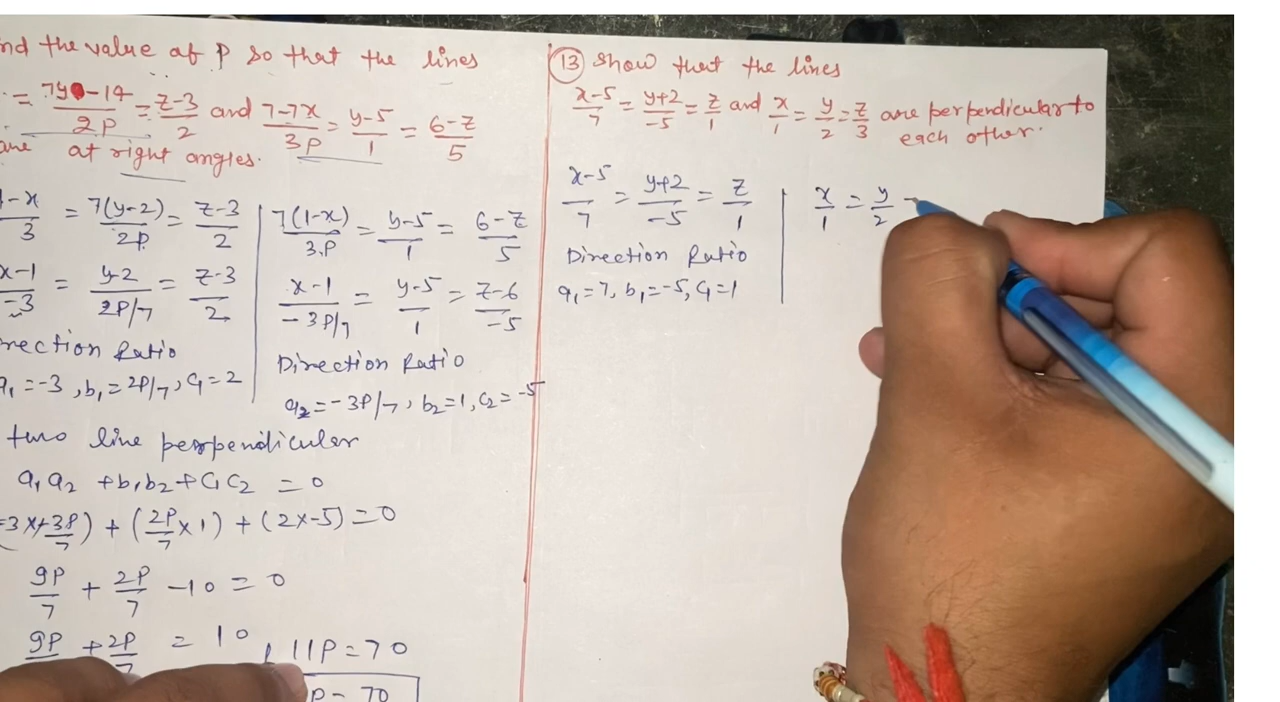 nd the value of P so that the lines
= 7y-14/2P = z-3/2 and 7-7x/3P = y-5/1 = 6-z/5
are at right angles.
1-x/3 = 7(y-2)/2P = z-3/2
x-1/-3 = y-2/2P/7 = z-3/2
rection Ratio
a₁ = -3, b₁ = 2P/7, C₁ = 2
7(1-x)/3P = y-5/1 = 6-z/5
x-1/-3P/7 = y-5/1 = z-6/-5
Direction Ratio
a₂ = -3P/7, b₂ = 1, C₂ = -5
two line perpendicular
a₁a₂ + b₁b₂ + C₁C₂ = 0
+ (2P/7 × 1) + (2x-5) = 0
9P/7 + 2P/7 - 10 = 0
9P + 2P/7 = 10
11P = 70
P = 70
13 Show that the lines
x-5/7 = y+2/-5 = z/1 and x/1 = y/2 = z/3 are perpendicular to
each other.
x-5/7 = y+2/-5 = z/1
Direction Ratio
a₁ = 7, b₁ = -5, C₁ = 1
x/1 = y/2